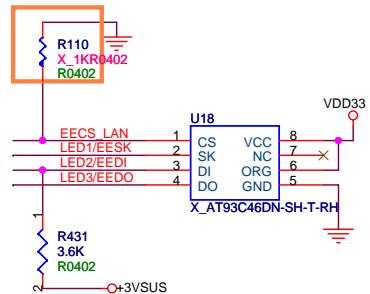 R110
X_1KR0402
R0402
U18
VDD33
EECS_LAN 1 CS VCC 8
LED1/EESK 2 SK NC 7
LED2/EEDI 3 DI ORG 6
LED3/EEDO 4 DO GND 5
X_AT93C46DN-SH-T-RH
1
R431
3.6K
R0402
2
+3VSUS